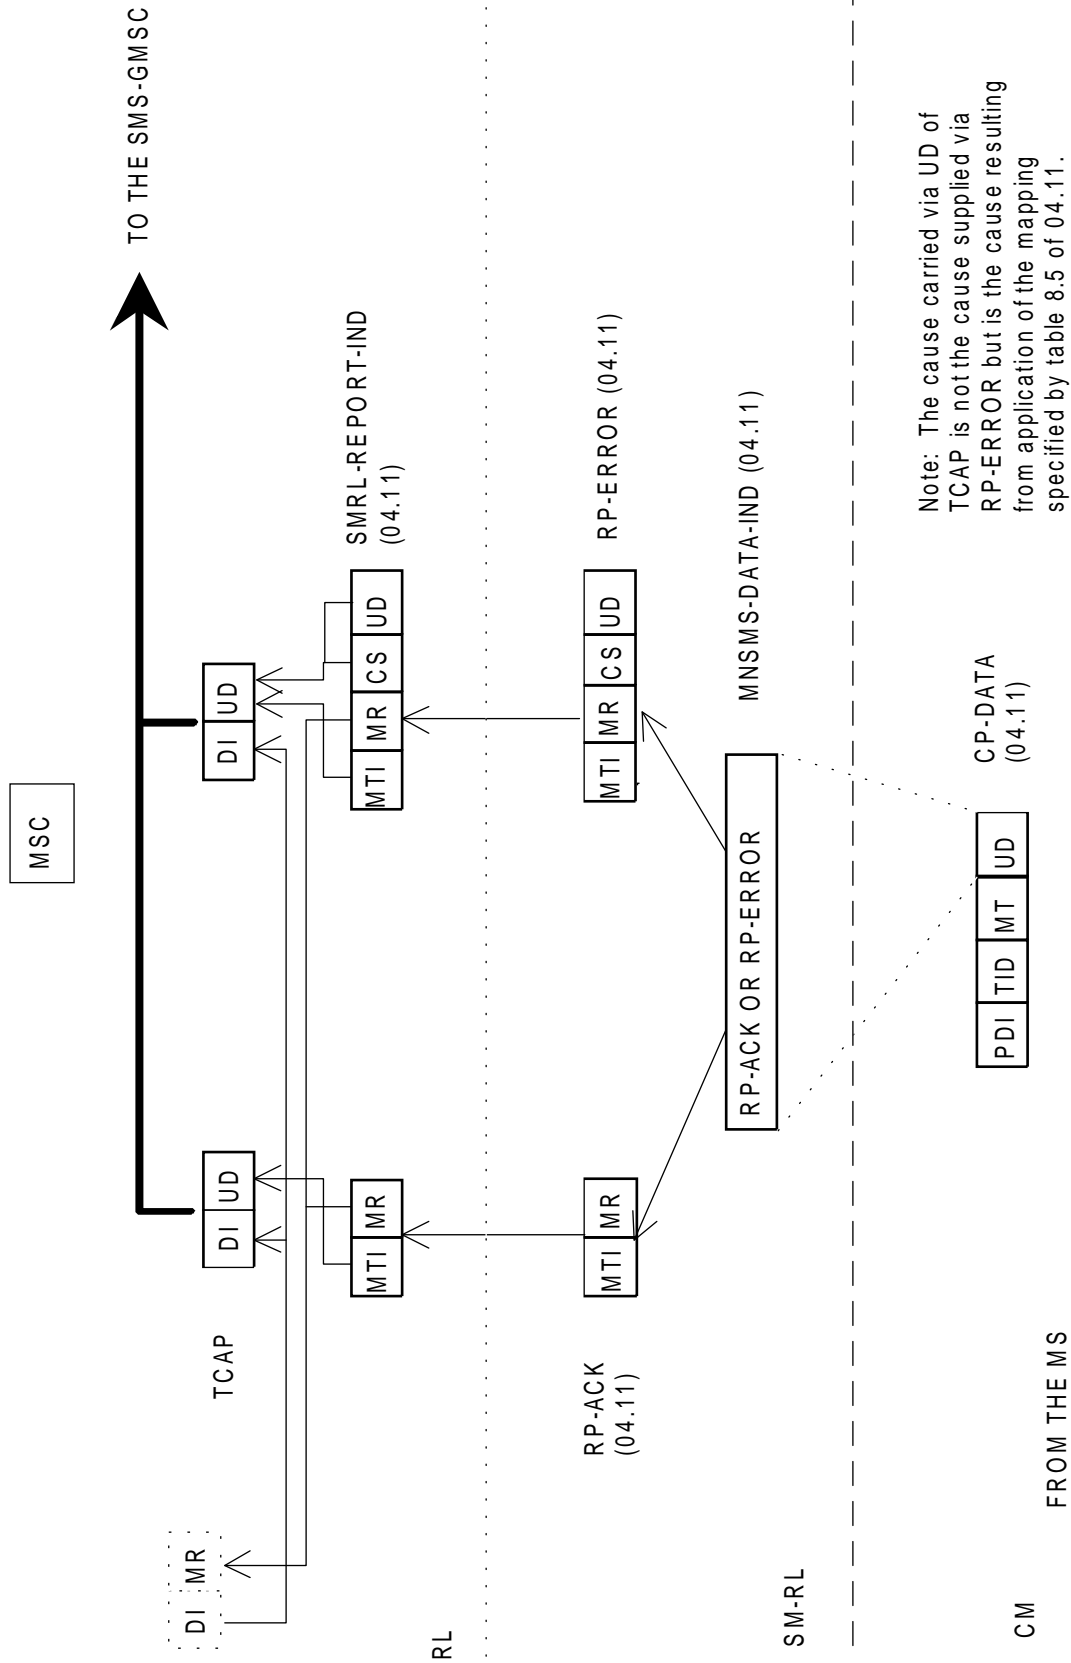 MSC
TO THE SMS-GMSC
DI MR
TCAP
DI UD
DI UD
MTI MR
MTI MR CS UD
SMRL-REPORT-IND
(04.11)
RL
RP-ACK
(04.11)
MTI MR
MTI MR CS UD
RP-ERROR (04.11)
RP-ACK OR RP-ERROR
MNSMS-DATA-IND (04.11)
SM-RL
CM
FROM THE MS
PDI TID MT UD
CP-DATA
(04.11)
Note: The cause carried via UD of
TCAP is not the cause supplied via
RP-ERROR but is the cause resulting
from application of the mapping
specified by table 8.5 of 04.11.